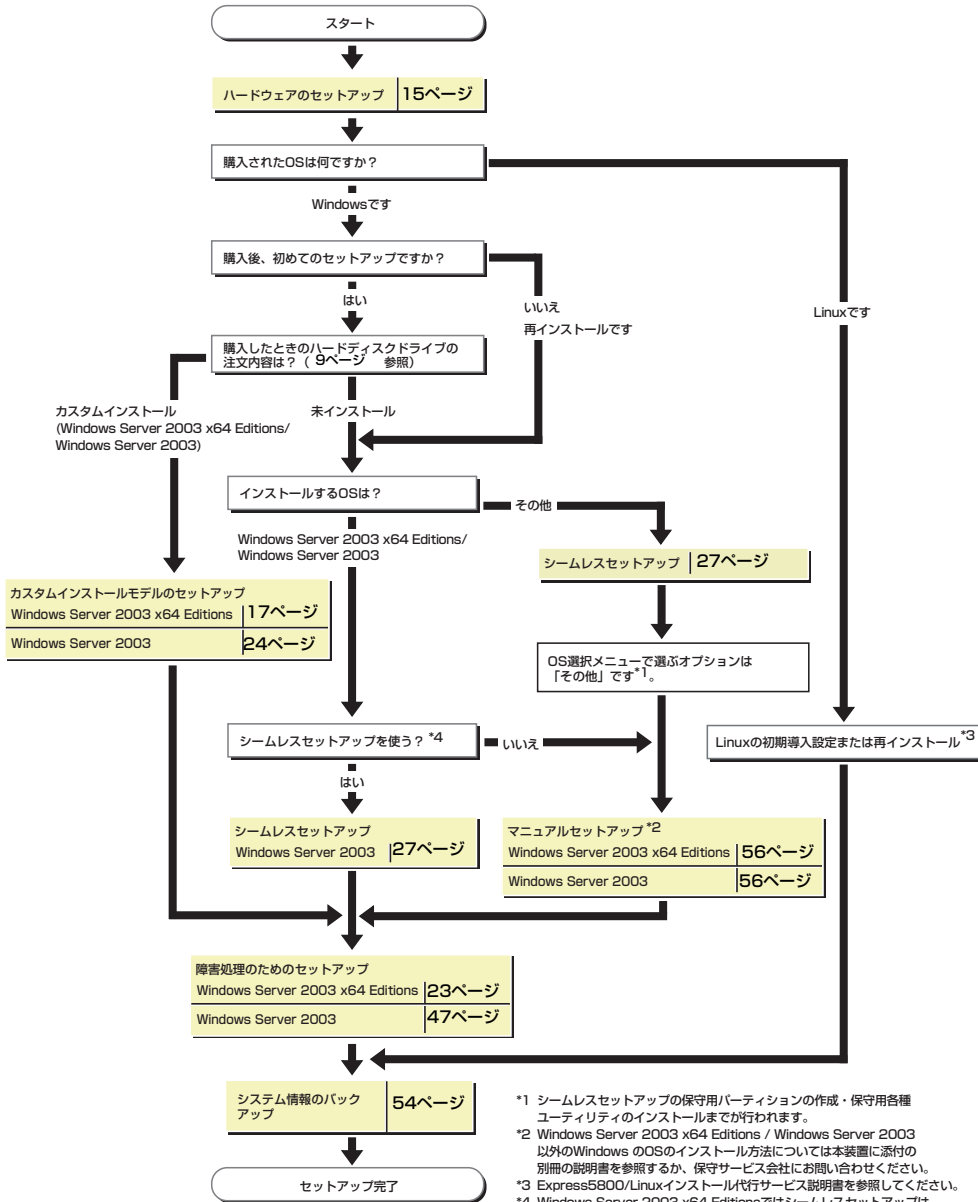 スタート
ハードウェアのセットアップ 15ページ
購入されたOSは何ですか？
Windowsです
購入後、初めてのセットアップですか？
はい
いいえ
再インストールです
Linuxです
購入したときのハードディスクドライブの
注文内容は？（ 9ページ 参照）
カスタムインストール
(Windows Server 2003 x64 Editions/
Windows Server 2003)
未インストール
インストールするOSは？
その他
Windows Server 2003 x64 Editions/
Windows Server 2003
シームレスセットアップ 27ページ
カスタムインストールモデルのセットアップ
Windows Server 2003 x64 Editions 17ページ
Windows Server 2003 24ページ
OS選択メニューで選ぶオプションは
「その他」です*1。
シームレスセットアップを使う？ *4
いいえ
Linuxの初期導入設定または再インストール*3
はい
シームレスセットアップ
Windows Server 2003 27ページ
マニュアルセットアップ *2
Windows Server 2003 x64 Editions 56ページ
Windows Server 2003 56ページ
障害処理のためのセットアップ
Windows Server 2003 x64 Editions 23ページ
Windows Server 2003 47ページ
システム情報のバック
アップ 54ページ
セットアップ完了
*1 シームレスセットアップの保守用パーティションの作成・保守用各種
ユーティリティのインストールまでが行われます。
*2 Windows Server 2003 x64 Editions / Windows Server 2003
以外のWindows のOSのインストール方法については本装置に添付の
別冊の説明書を参照するか、保守サービス会社にお問い合わせください。
*3 Express5800/Linuxインストール代行サービス説明書を参照してください。
*4 Windows Server 2003 x64 Editionsではシームレスセットアップは